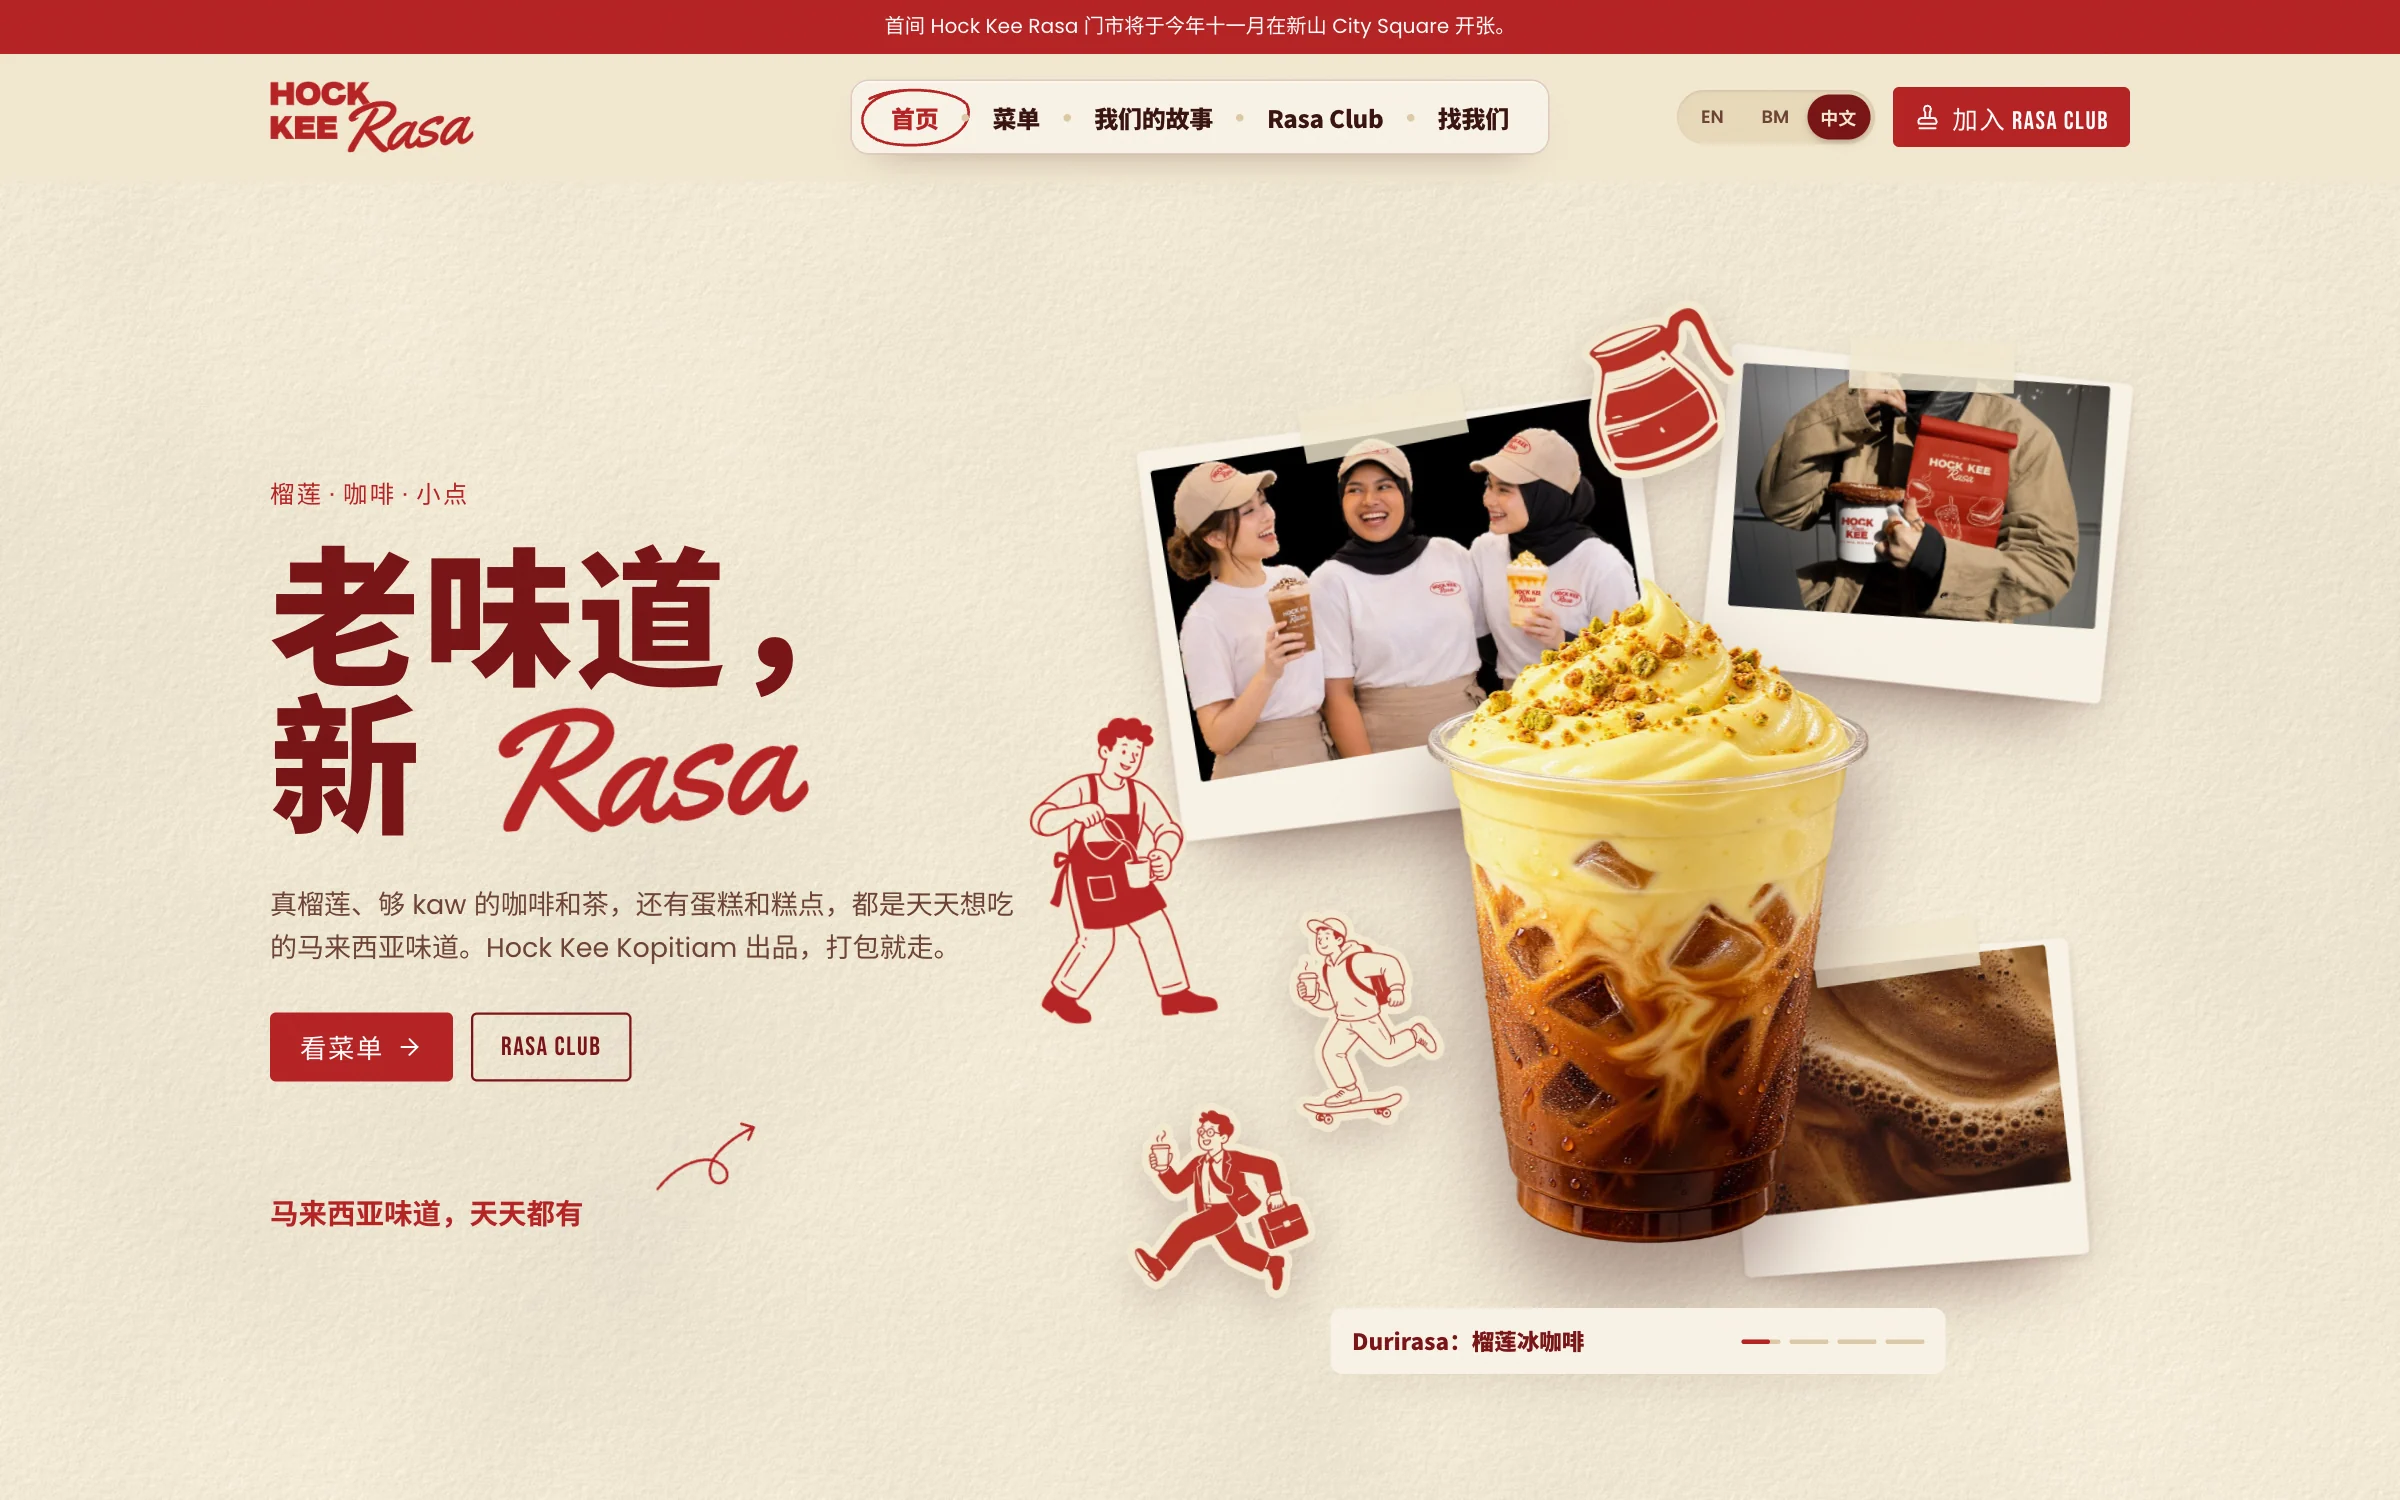 首间 Hock Kee Rasa 门市将于今年十一月在新山 City Square 开张。
HOCK
KEE Rasa
首页 • 菜单 • 我们的故事 • Rasa Club • 找我们
EN BM 中文
加入 RASA CLUB
榴莲 · 咖啡 · 小点
老味道，
新 Rasa
真榴莲、够 kaw 的咖啡和茶，还有蛋糕和糕点，都是天天想吃
的马来西亚味道。Hock Kee Kopitiam 出品，打包就走。
看菜单 →
RASA CLUB
马来西亚味道，天天都有
HOCK KEE
Rasa
HOCK
KEE
Durirasa：榴莲冰咖啡